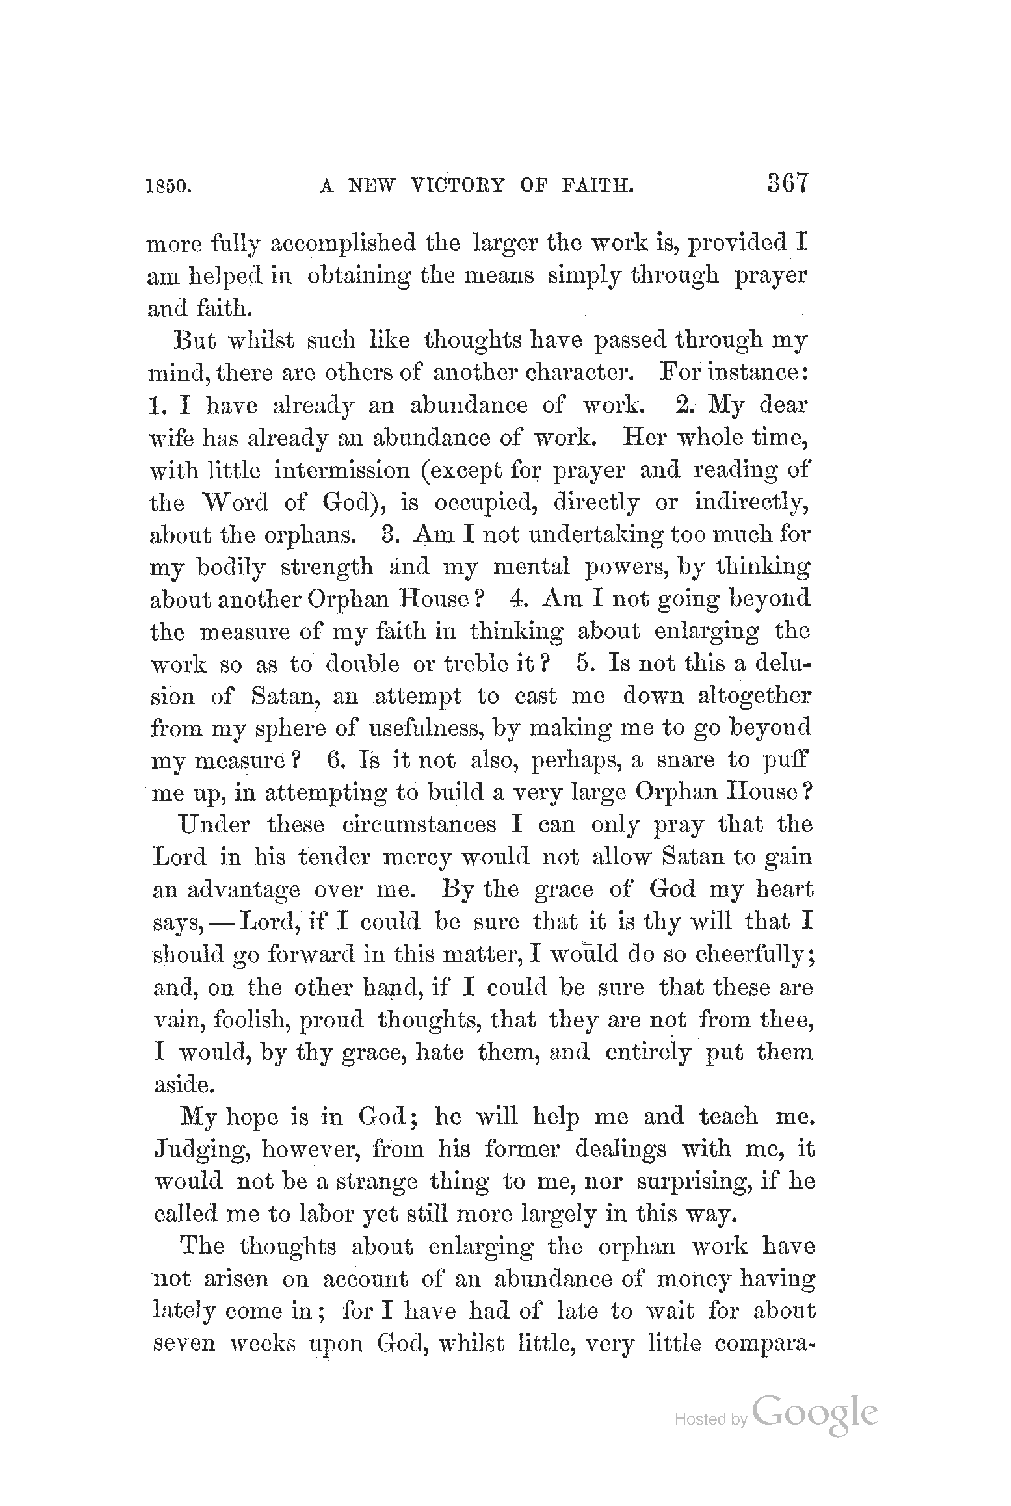 1850. A NEW VICTORY OF FAITH. 367
more fully accomplished the larger the work is, provided I
am helped in obtaining the means simply through prayer
and faith.
But whilst such like thoughts have passed through my
mind, there are others of another character. For instance:
1. I have already an abundance of work. 2. My dear
wife has already an abundance of work. Her whole time,
with little intermission (except for prayer and reading of
the Word of God), is occupied, directly or indirectly,
about the orphans. 3. Am I not undertaking too much for
my bodily strength and my mental powers, by thinking
about another Orphan House? 4. Am I not going beyond
the measure of my faith in thinking about enlarging the
work so as to double or treble it? 5. Is not this a delu-
sion of Satan, an attempt to cast me down altogether
from my sphere of usefulness, by making me to go beyond
my measure? 6. Is it not also, perhaps, a snare to puff
me up, in attempting to build a very large Orphan House?
Under these circumstances I can only pray that the
Lord in his tender mercy would not allow Satan to gain
an advantage over me. By the grace of God my heart
says,—Lord, if I could be sure that it is thy will that I
should go forward in this matter, I would do so cheerfully;
and, on the other hand, if I could be sure that these are
vain, foolish, proud thoughts, that they are not from thee,
I would, by thy grace, hate them, and entirely put them
aside.
My hope is in God; he will help me and teach me.
Judging, however, from his former dealings with me, it
would not be a strange thing to me, nor surprising, if he
called me to labor yet still more largely in this way.
The thoughts about enlarging the orphan work have
not arisen on account of an abundance of money having
lately come in; for I have had of late to wait for about
seven weeks upon God, whilst little, very little compara-
Hosted by Google